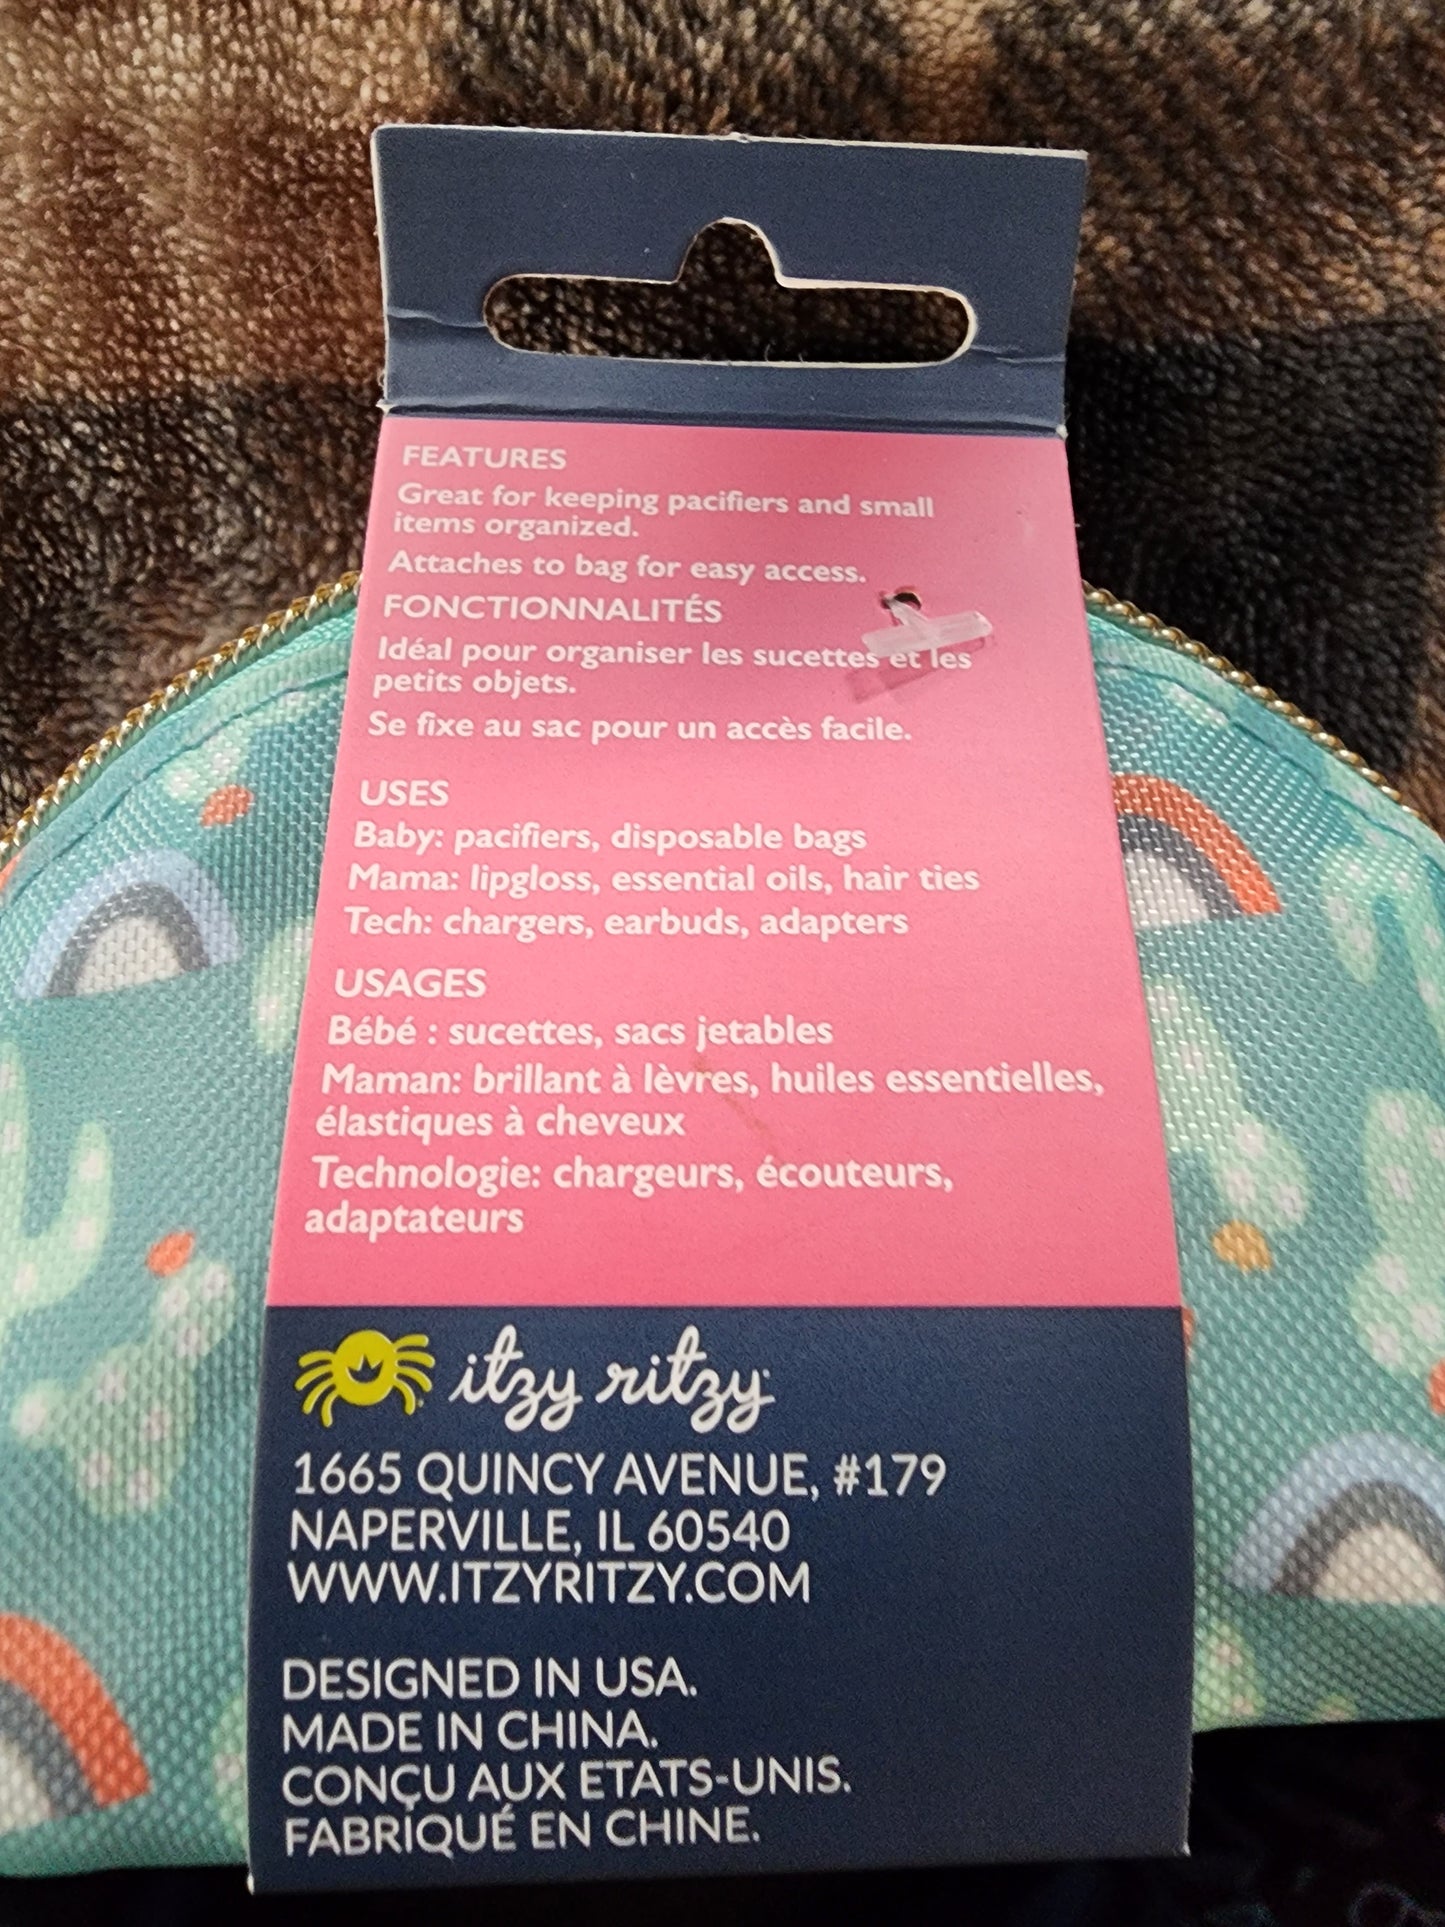 FEATURES
Great for keeping pacifiers and small
items organized.
Attaches to bag for easy access.
FONCTIONNALITÉS
Idéal pour organiser les sucettes et les
petits objets.
Se fixe au sac pour un accès facile.
USES
Baby: pacifiers, disposable bags
Mama: lipgloss, essential oils, hair ties
Tech: chargers, earbuds, adapters
USAGES
Bébé : sucettes, sacs jetables
Maman: brillant à lèvres, huiles essentielles,
élastiques à cheveux
Technologie: chargeurs, écouteurs,
adaptateurs
itzy ritzy
1665 QUINCY AVENUE, #179
NAPERVILLE, IL 60540
WWW.ITZYRITZY.COM
DESIGNED IN USA.
MADE IN CHINA.
CONÇU AUX ETATS-UNIS.
FABRIQUÉ EN CHINE.